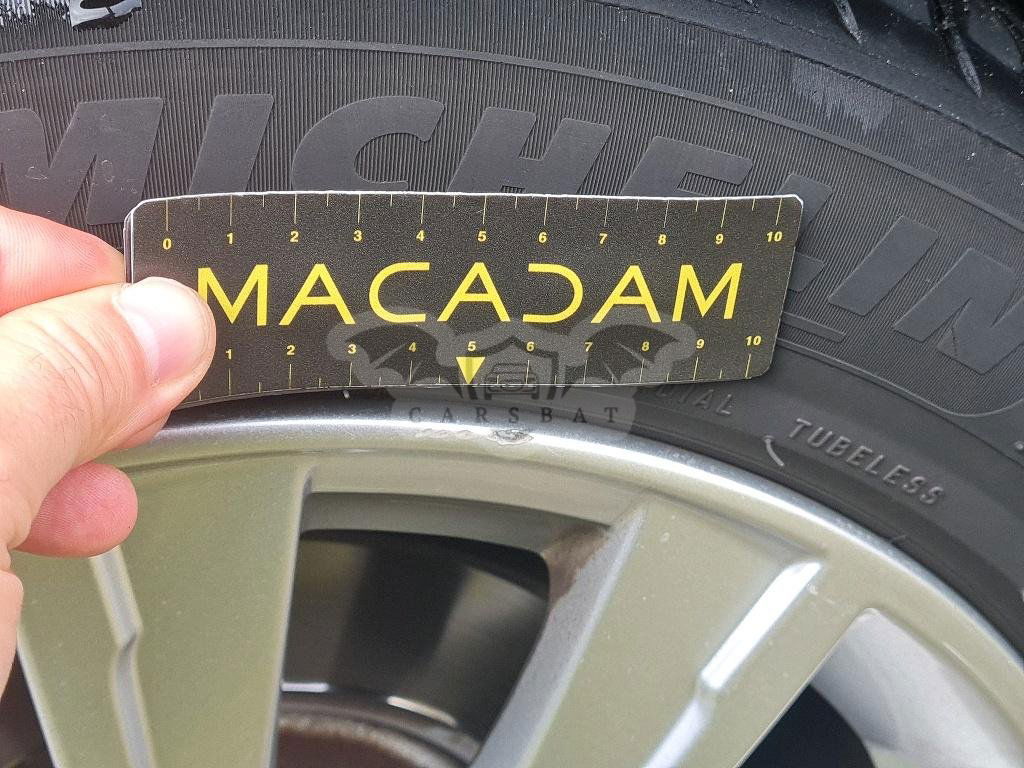 MICHELIN
0 1 2 3 4 5 6 7 8 9 10
MACADAM
1 2 3 4 5 6 7 8 9 10
CARSBAT
TUBELESS